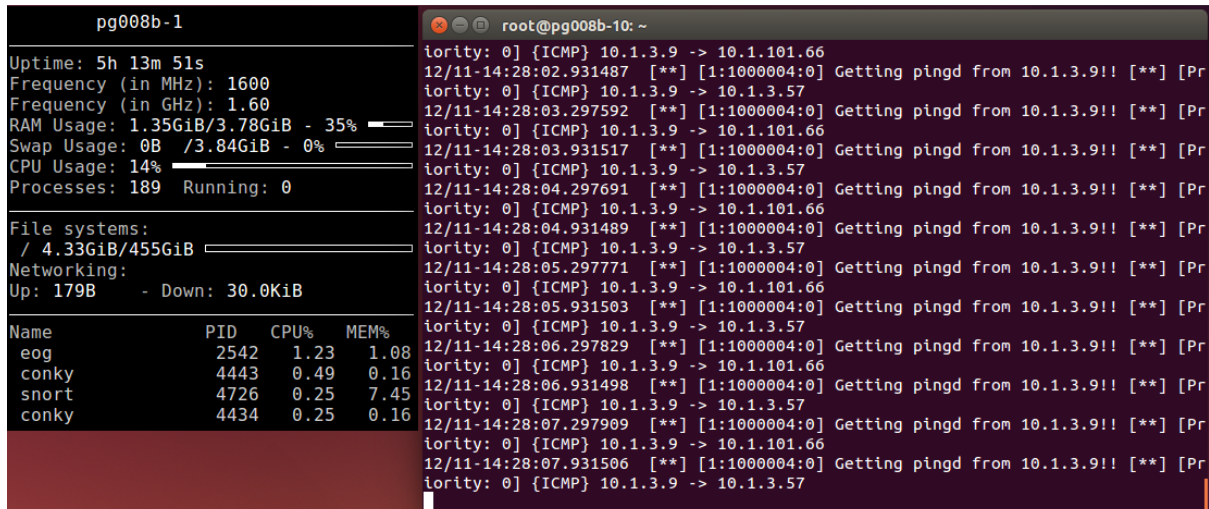 pg008b-1
Uptime: 5h 13m 51s
Frequency (in MHz): 1600
Frequency (in GHz): 1.60
RAM Usage: 1.35GiB/3.78GiB - 35%
Swap Usage: 0B /3.84GiB - 0%
CPU Usage: 14%
Processes: 189 Running: 0
File systems:
/ 4.33GiB/455GiB
Networking:
Up: 179B - Down: 30.0KiB
Name PID CPU% MEM%
eog 2542 1.23 1.08
conky 4443 0.49 0.16
snort 4726 0.25 7.45
conky 4434 0.25 0.16
root@pg008b-10: ~
iority: 0] {ICMP} 10.1.3.9 -> 10.1.101.66
12/11-14:28:02.931487 [**] [1:1000004:0] Getting pingd from 10.1.3.9!! [**] [Pr
iority: 0] {ICMP} 10.1.3.9 -> 10.1.3.57
12/11-14:28:03.297592 [**] [1:1000004:0] Getting pingd from 10.1.3.9!! [**] [Pr
iority: 0] {ICMP} 10.1.3.9 -> 10.1.101.66
12/11-14:28:03.931517 [**] [1:1000004:0] Getting pingd from 10.1.3.9!! [**] [Pr
iority: 0] {ICMP} 10.1.3.9 -> 10.1.3.57
12/11-14:28:04.297691 [**] [1:1000004:0] Getting pingd from 10.1.3.9!! [**] [Pr
iority: 0] {ICMP} 10.1.3.9 -> 10.1.101.66
12/11-14:28:04.931489 [**] [1:1000004:0] Getting pingd from 10.1.3.9!! [**] [Pr
iority: 0] {ICMP} 10.1.3.9 -> 10.1.3.57
12/11-14:28:05.297771 [**] [1:1000004:0] Getting pingd from 10.1.3.9!! [**] [Pr
iority: 0] {ICMP} 10.1.3.9 -> 10.1.101.66
12/11-14:28:05.931503 [**] [1:1000004:0] Getting pingd from 10.1.3.9!! [**] [Pr
iority: 0] {ICMP} 10.1.3.9 -> 10.1.3.57
12/11-14:28:06.297829 [**] [1:1000004:0] Getting pingd from 10.1.3.9!! [**] [Pr
iority: 0] {ICMP} 10.1.3.9 -> 10.1.101.66
12/11-14:28:06.931498 [**] [1:1000004:0] Getting pingd from 10.1.3.9!! [**] [Pr
iority: 0] {ICMP} 10.1.3.9 -> 10.1.3.57
12/11-14:28:07.297909 [**] [1:1000004:0] Getting pingd from 10.1.3.9!! [**] [Pr
iority: 0] {ICMP} 10.1.3.9 -> 10.1.101.66
12/11-14:28:07.931506 [**] [1:1000004:0] Getting pingd from 10.1.3.9!! [**] [Pr
iority: 0] {ICMP} 10.1.3.9 -> 10.1.3.57